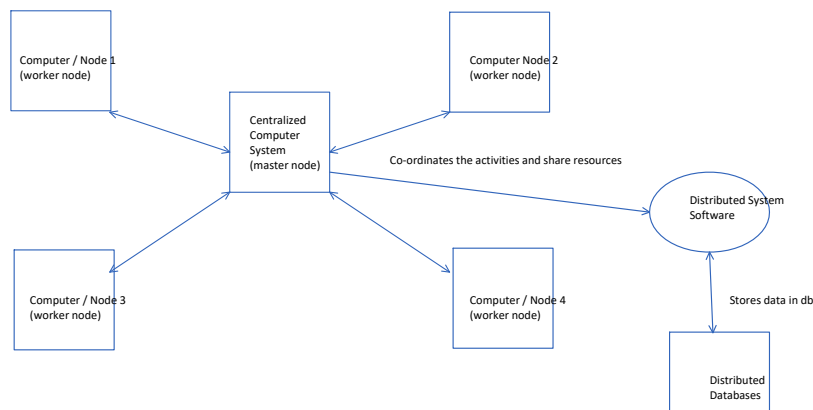 Computer / Node 1
(worker node)
Computer Node 2
(worker node)
Centralized
Computer
System
(master node)
Co-ordinates the activities and share resources
Distributed System
Software
Computer / Node 3
(worker node)
Computer / Node 4
(worker node)
Stores data in db
Distributed
Databases